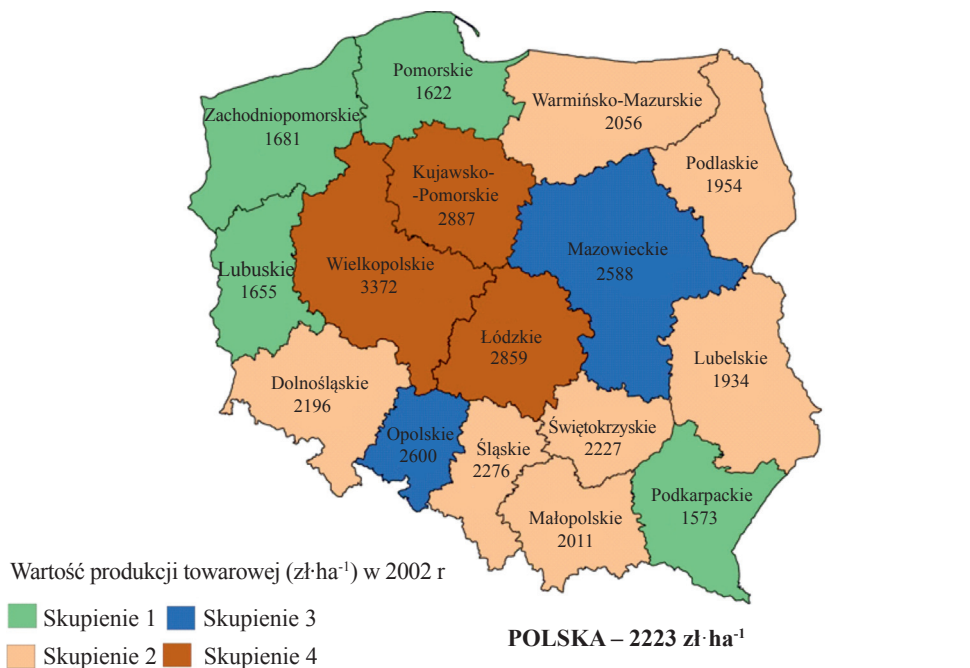 Pomorskie
1622
Warmińsko-Mazurskie
2056
Zachodniopomorskie
1681
Podlaskie
1954
Kujawsko-
-Pomorskie
2887
Mazowieckie
2588
Lubuskie
1655
Wielkopolskie
3372
Łódzkie
2859
Lubelskie
1934
Dolnośląskie
2196
Opolskie
2600
Śląskie
2276
Świętokrzyskie
2227
Małopolskie
2011
Podkarpackie
1573
Wartość produkcji towarowej (zł·ha⁻¹) w 2002 r
Skupienie 1
Skupienie 3
Skupienie 2
Skupienie 4
POLSKA – 2223 zł·ha⁻¹